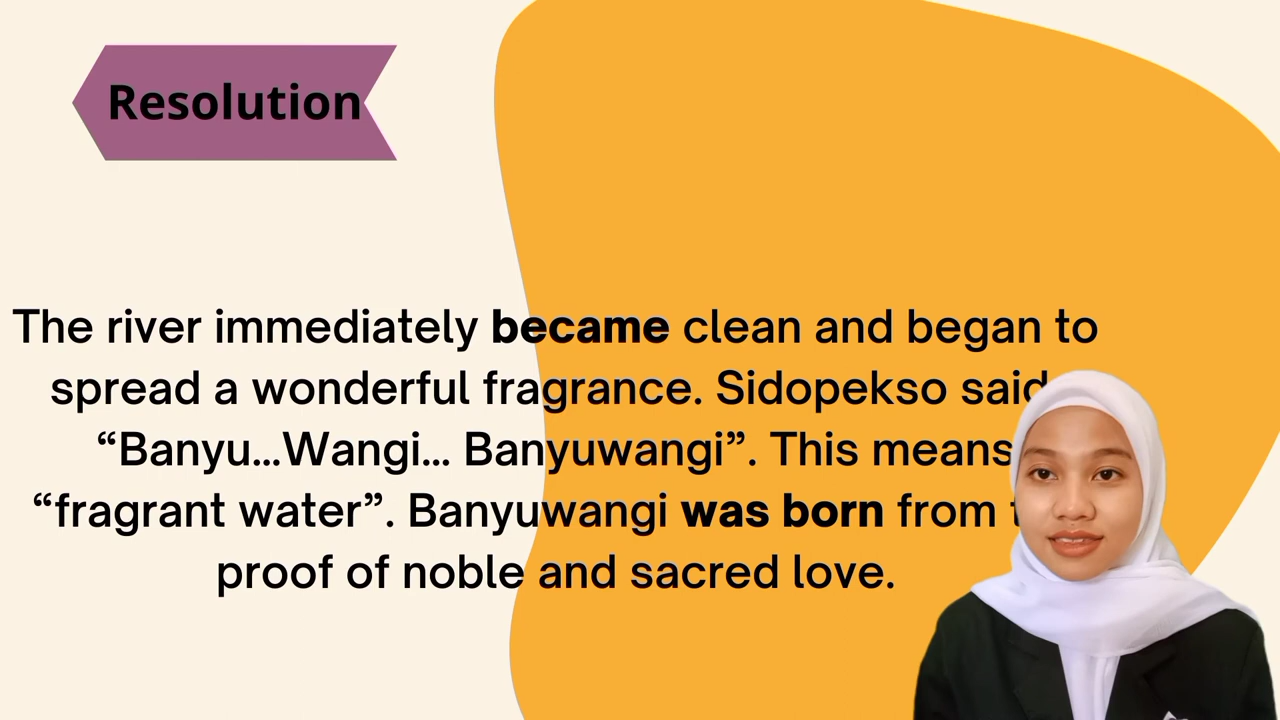 Resolution
The river immediately became clean and began to
spread a wonderful fragrance. Sidopekso said
“Banyu...Wangi... Banyuwangi”. This means
“fragrant water”. Banyuwangi was born from
proof of noble and sacred love.